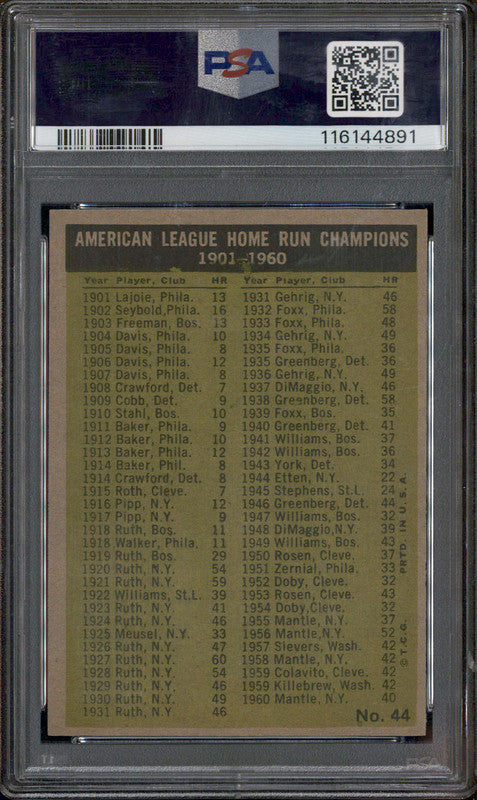 PSA
116144891
AMERICAN LEAGUE HOME RUN CHAMPIONS
1901-1960
Year Player, Club HR
1901 Lajoie, Phila. 13
1902 Seybold, Phila. 16
1903 Freeman, Bos. 13
1904 Davis, Phila. 10
1905 Davis, Phila. 8
1906 Davis, Phila. 12
1907 Davis, Phila. 8
1908 Crawford, Det. 7
1909 Cobb, Det. 9
1910 Stahl, Bos. 10
1911 Baker, Phil. 9
1912 Baker, Phil. 10
1913 Baker, Phil. 12
1914 Baker, Phil. 8
1914 Crawford, Det. 8
1915 Roth, Cleve. 7
1916 Pipp, N.Y. 12
1917 Pipp, N.Y. 9
1918 Ruth, Bos. 11
1918 Walker, Phila. 11
1919 Ruth, Bos. 29
1920 Ruth, N.Y. 54
1921 Ruth, N.Y. 59
1922 Williams, St.L. 39
1923 Ruth, N.Y. 41
1924 Ruth, N.Y. 46
1925 Meusel, N.Y. 33
1926 Ruth, N.Y. 47
1927 Ruth, N.Y. 60
1928 Ruth, N.Y. 54
1929 Ruth, N.Y. 46
1930 Ruth, N.Y. 49
1931 Ruth, N.Y 46
Year Player, Club HR
1931 Gehrig, N.Y. 46
1932 Foxx, Phila. 58
1933 Foxx, Phila. 48
1934 Gehrig, N.Y. 49
1935 Foxx, Phila. 36
1935 Greenberg, Det. 36
1936 Gehrig, N.Y. 49
1937 DiMaggio, N.Y. 46
1938 Greenberg, Det. 58
1939 Foxx, Bos. 35
1940 Greenberg, Det. 41
1941 Williams, Bos. 37
1942 Williams, Bos. 36
1943 York, Det. 34
1944 Etten, N.Y. 22
1945 Stephens, St.L. 24
1946 Greenberg, Det. 44
1947 Williams, Bos. 32
1948 DiMaggio, N.Y. 39
1949 Williams, Bos. 43
1950 Rosen, Cleve. 37
1951 Zernial, Phila. 33
1952 Doby, Cleve. 32
1953 Rosen, Cleve. 43
1954 Doby, Cleve. 32
1955 Mantle, N.Y. 37
1956 Mantle, N.Y. 52
1957 Sievers, Wash. 42
1958 Mantle, N.Y. 42
1959 Colavito, Cleve. 42
1959 Killebrew, Wash. 42
1960 Mantle, N.Y. 40
© T.C.G. PRTD. IN U.S.A.
No. 44
PSA